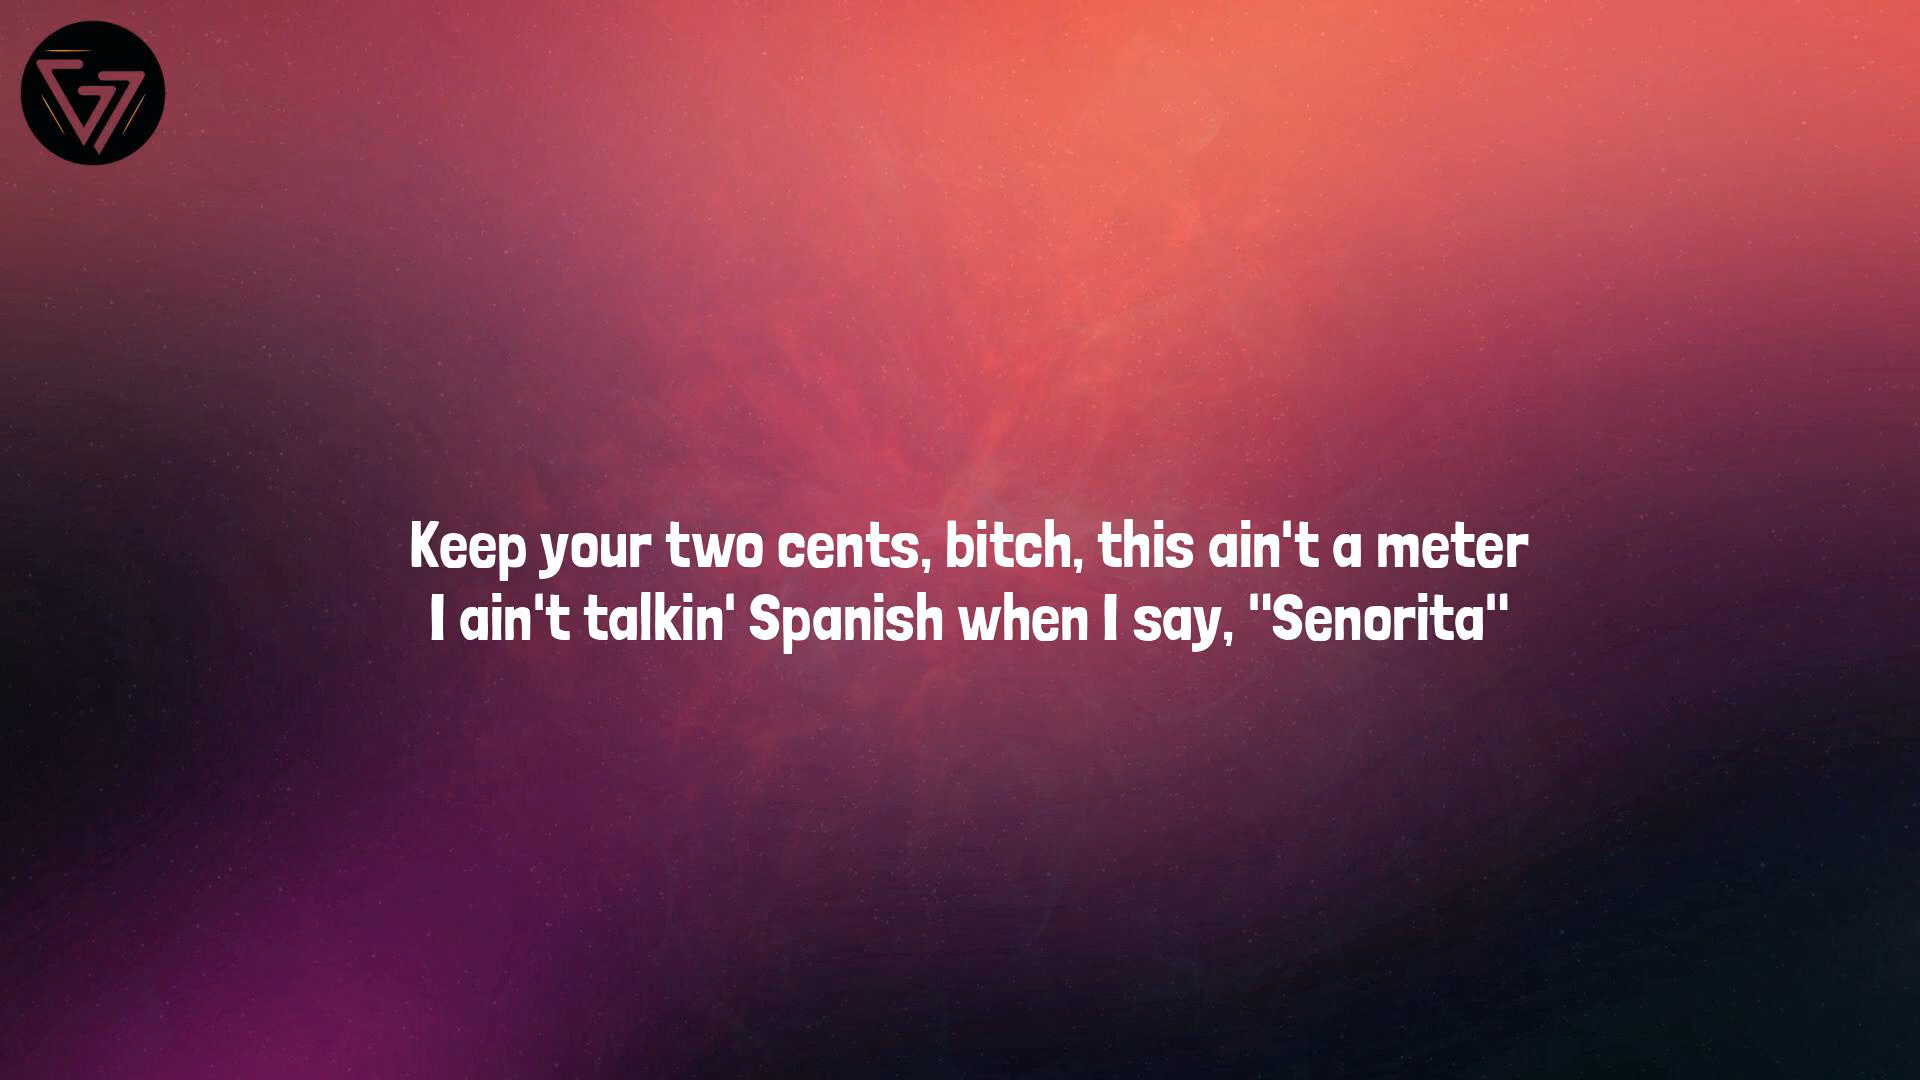 Keep your two cents, bitch, this ain't a meter
I ain't talkin' Spanish when I say, "Senorita"